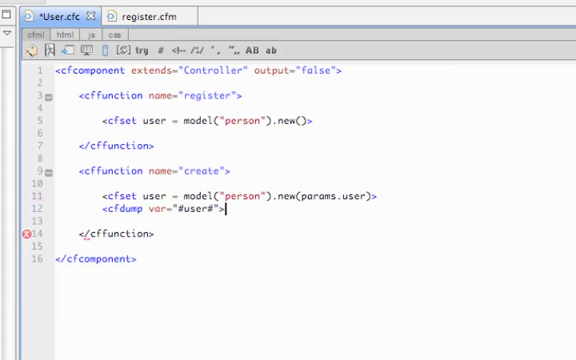 *User.cfc
register.cfm
cfml html js css
try # <!-- /*/ ‘, “,, AB ab
1 <cfcomponent extends="Controller" output="false">
2
3 <cffunction name="register">
4
5 <cfset user = model("person").new()>
6
7 </cffunction>
8
9 <cffunction name="create">
10
11 <cfset user = model("person").new(params.user)>
12 <cfdump var="#user#">
13
14 </cffunction>
15
16 </cfcomponent>